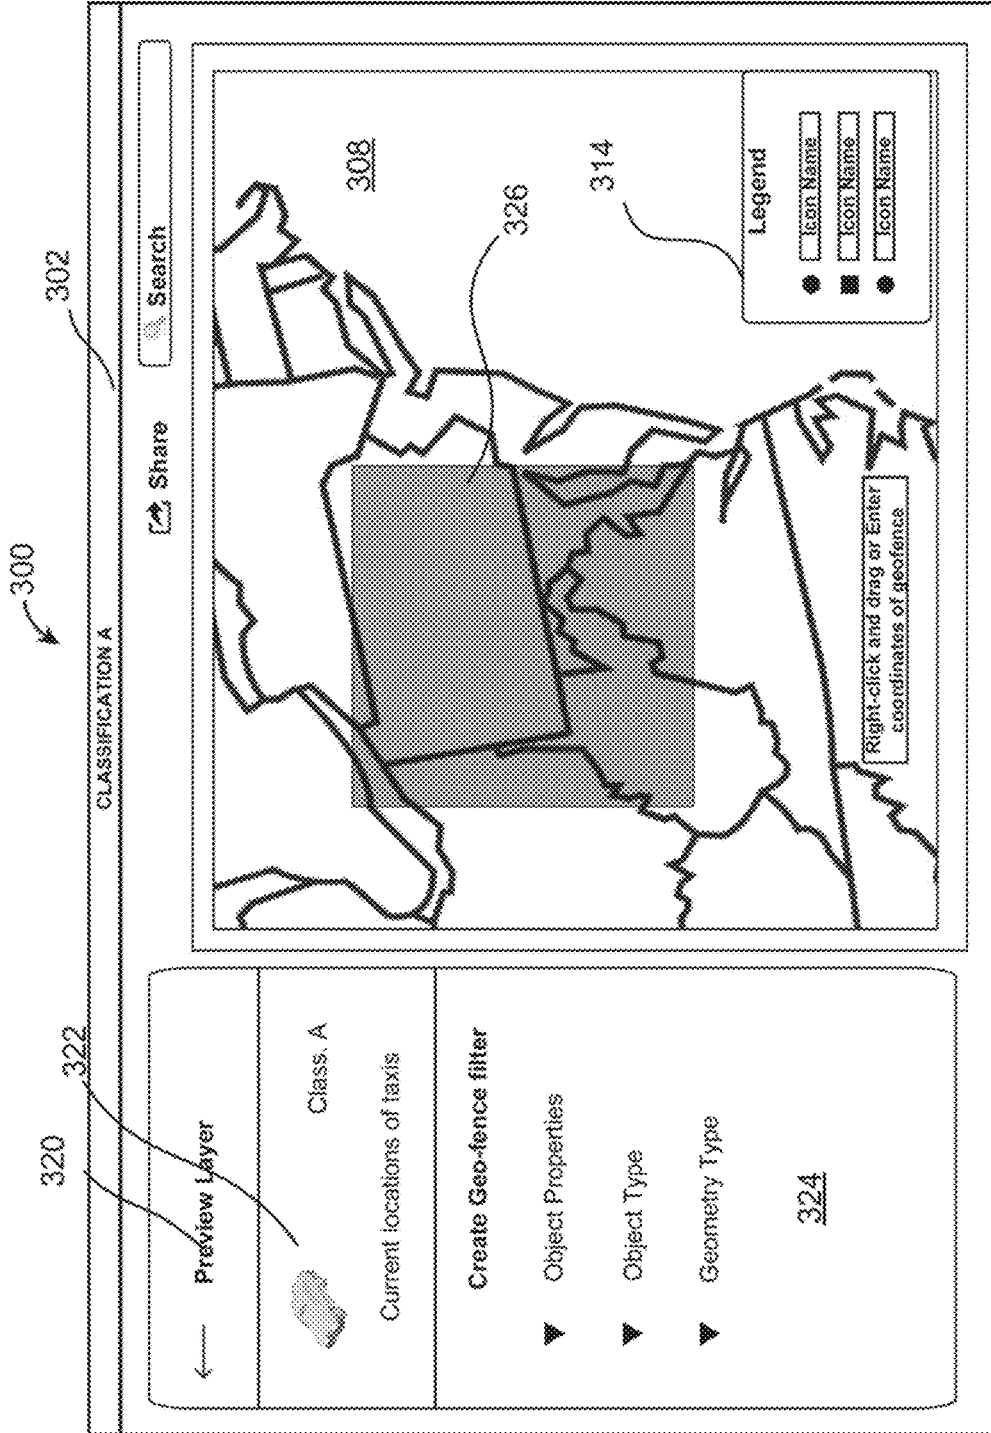 300
302
CLASSIFICATION A
320
322
Preview Layer
Share
Search
Class. A
Current locations of taxis
308
326
314
Create Geo-fence filter
Object Properties
Object Type
Geometry Type
324
Legend
Icon Name
Icon Name
Icon Name
Right-click and drag or Enter
coordinates of geofence